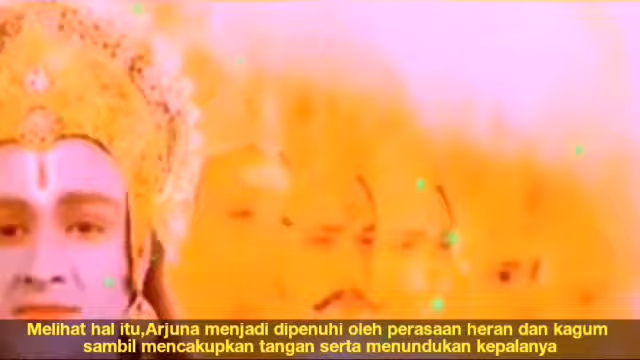 Melihat hal itu,Arjuna menjadi dipenuhi oleh perasaan heran dan kagum
sambil mencakupkan tangan serta menundukan kepalanya